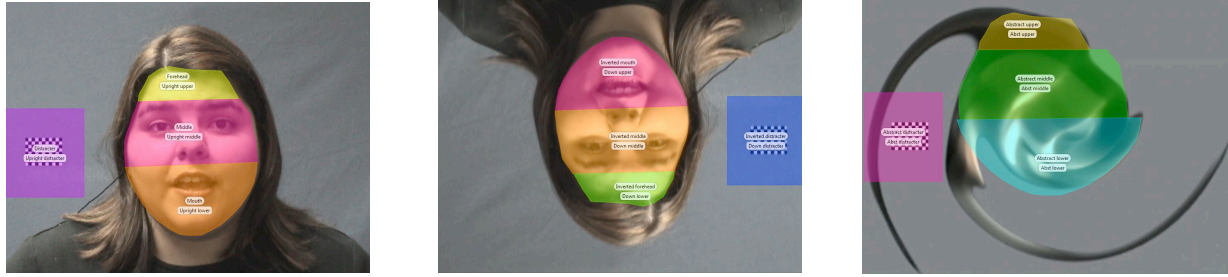 Forehead
Upright upper
Middle
Upright middle
Distracter
Upright distracter
Mouth
Upright lower
Inverted mouth
Down upper
Inverted middle
Down middle
Inverted distracter
Down distracter
Inverted forehead
Down lower
Abstract upper
Abst upper
Abstract middle
Abst middle
Abstract distracter
Abst distracter
Abstract lower
Abst lower